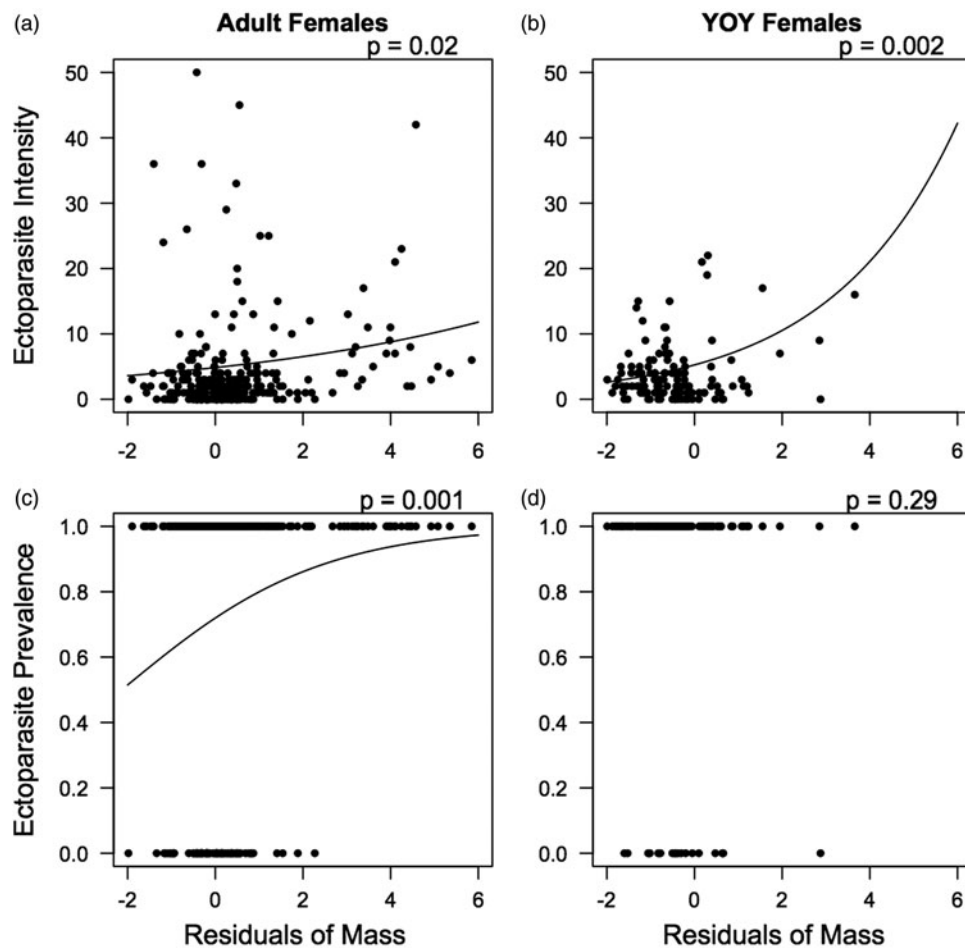 (a) Adult Females
p = 0.02
(b) YOY Females
p = 0.002
Ectoparasite Intensity
50
40
30
20
10
0
-2 0 2 4 6
50
40
30
20
10
0
-2 0 2 4 6
(c) p = 0.001
(d) p = 0.29
Ectoparasite Prevalence
1.0
0.8
0.6
0.4
0.2
0.0
-2 0 2 4 6
Residuals of Mass
1.0
0.8
0.6
0.4
0.2
0.0
-2 0 2 4 6
Residuals of Mass